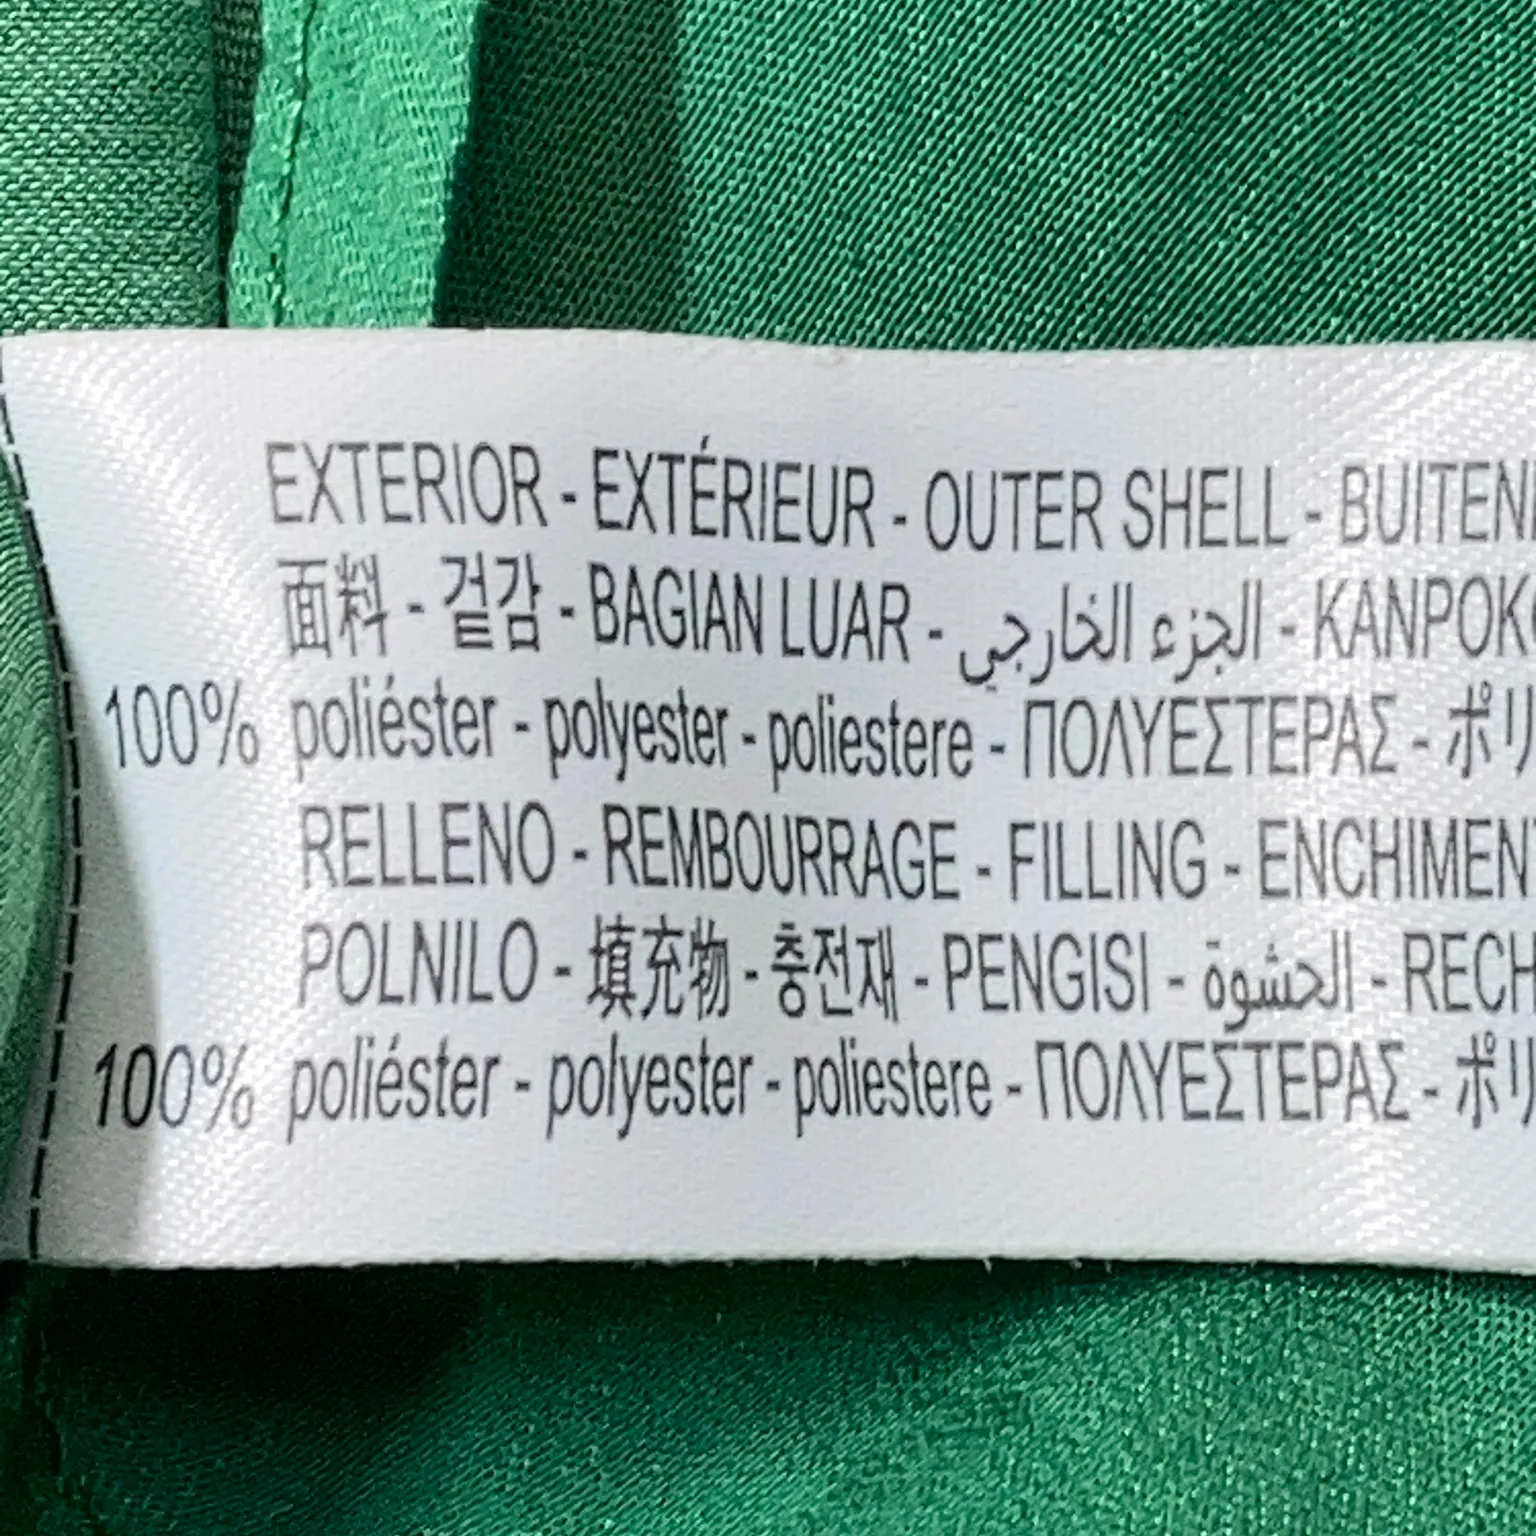 EXTERIOR - EXTÉRIEUR - OUTER SHELL - BUITEN
面料 - 겉감 - BAGIAN LUAR - الجزء الخارجي - KANPOK
100% poliéster - polyester - poliestere - ΠΟΛΥΕΣΤΕΡΑΣ - ポリ
RELLENO - REMBOURRAGE - FILLING - ENCHIMEN
POLNILO - 填充物 - 충전재 - PENGISI - الحشوة - RECH
100% poliéster - polyester - poliestere - ΠΟΛΥΕΣΤΕΡΑΣ - ポリ